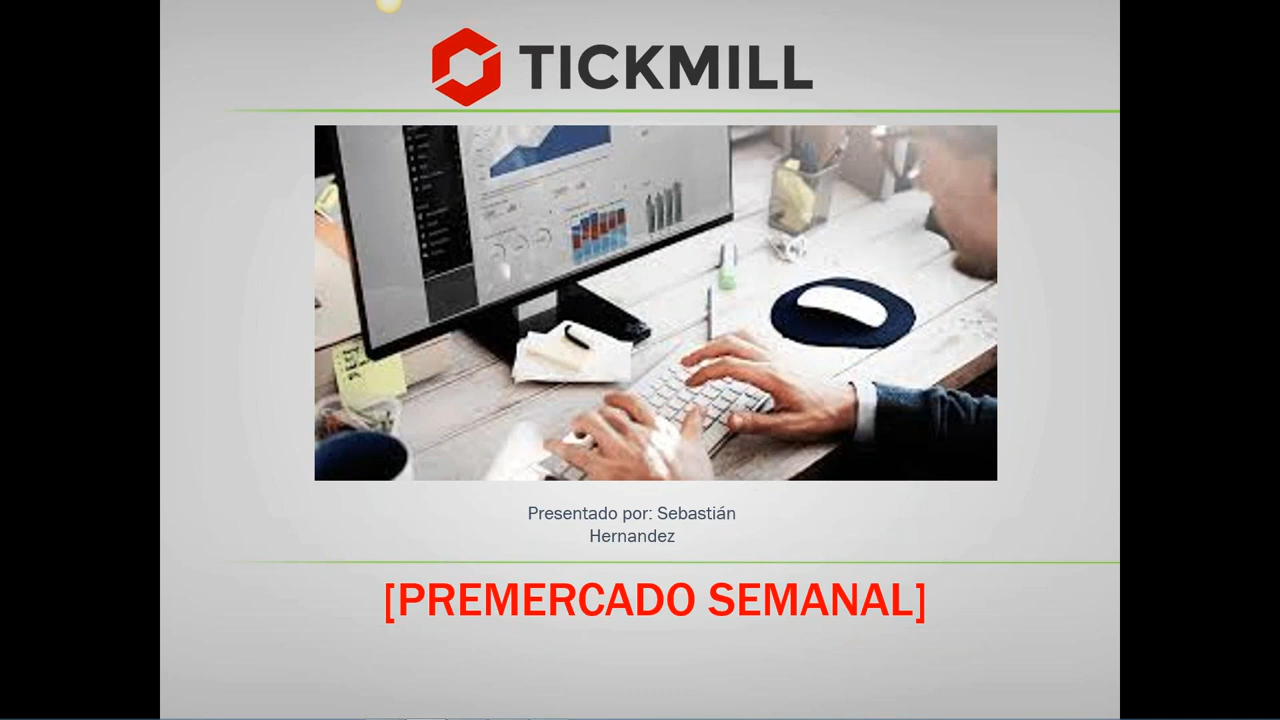 TICKMILL
Presentado por: Sebastián
Hernandez
[PREMERCADO SEMANAL]